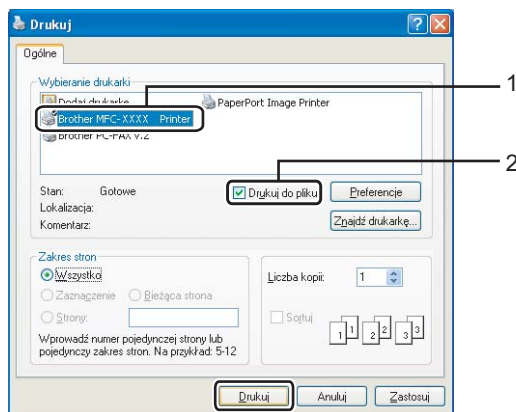 Drukuj
Ogólne
Wybieranie drukarki
Dodaj drukarkę
PaperPort Image Printer
Brother MFC-XXXX Printer
Brother PC-FAX v.2
1
2
Stan: Gotowe
Drukuj do pliku
Preferencje
Lokalizacja:
Komentarz:
Znajdź drukarkę...
Zakres stron
Wszystko
Zaznaczenie
Bieżąca strona
Strony:
Wprowadź numer pojedynczej strony lub
pojedynczy zakres stron. Na przykład: 5-12
Liczba kopii: 1
Sortuj
1 1 2 2 3 3
Drukuj
Anuluj
Zastosuj